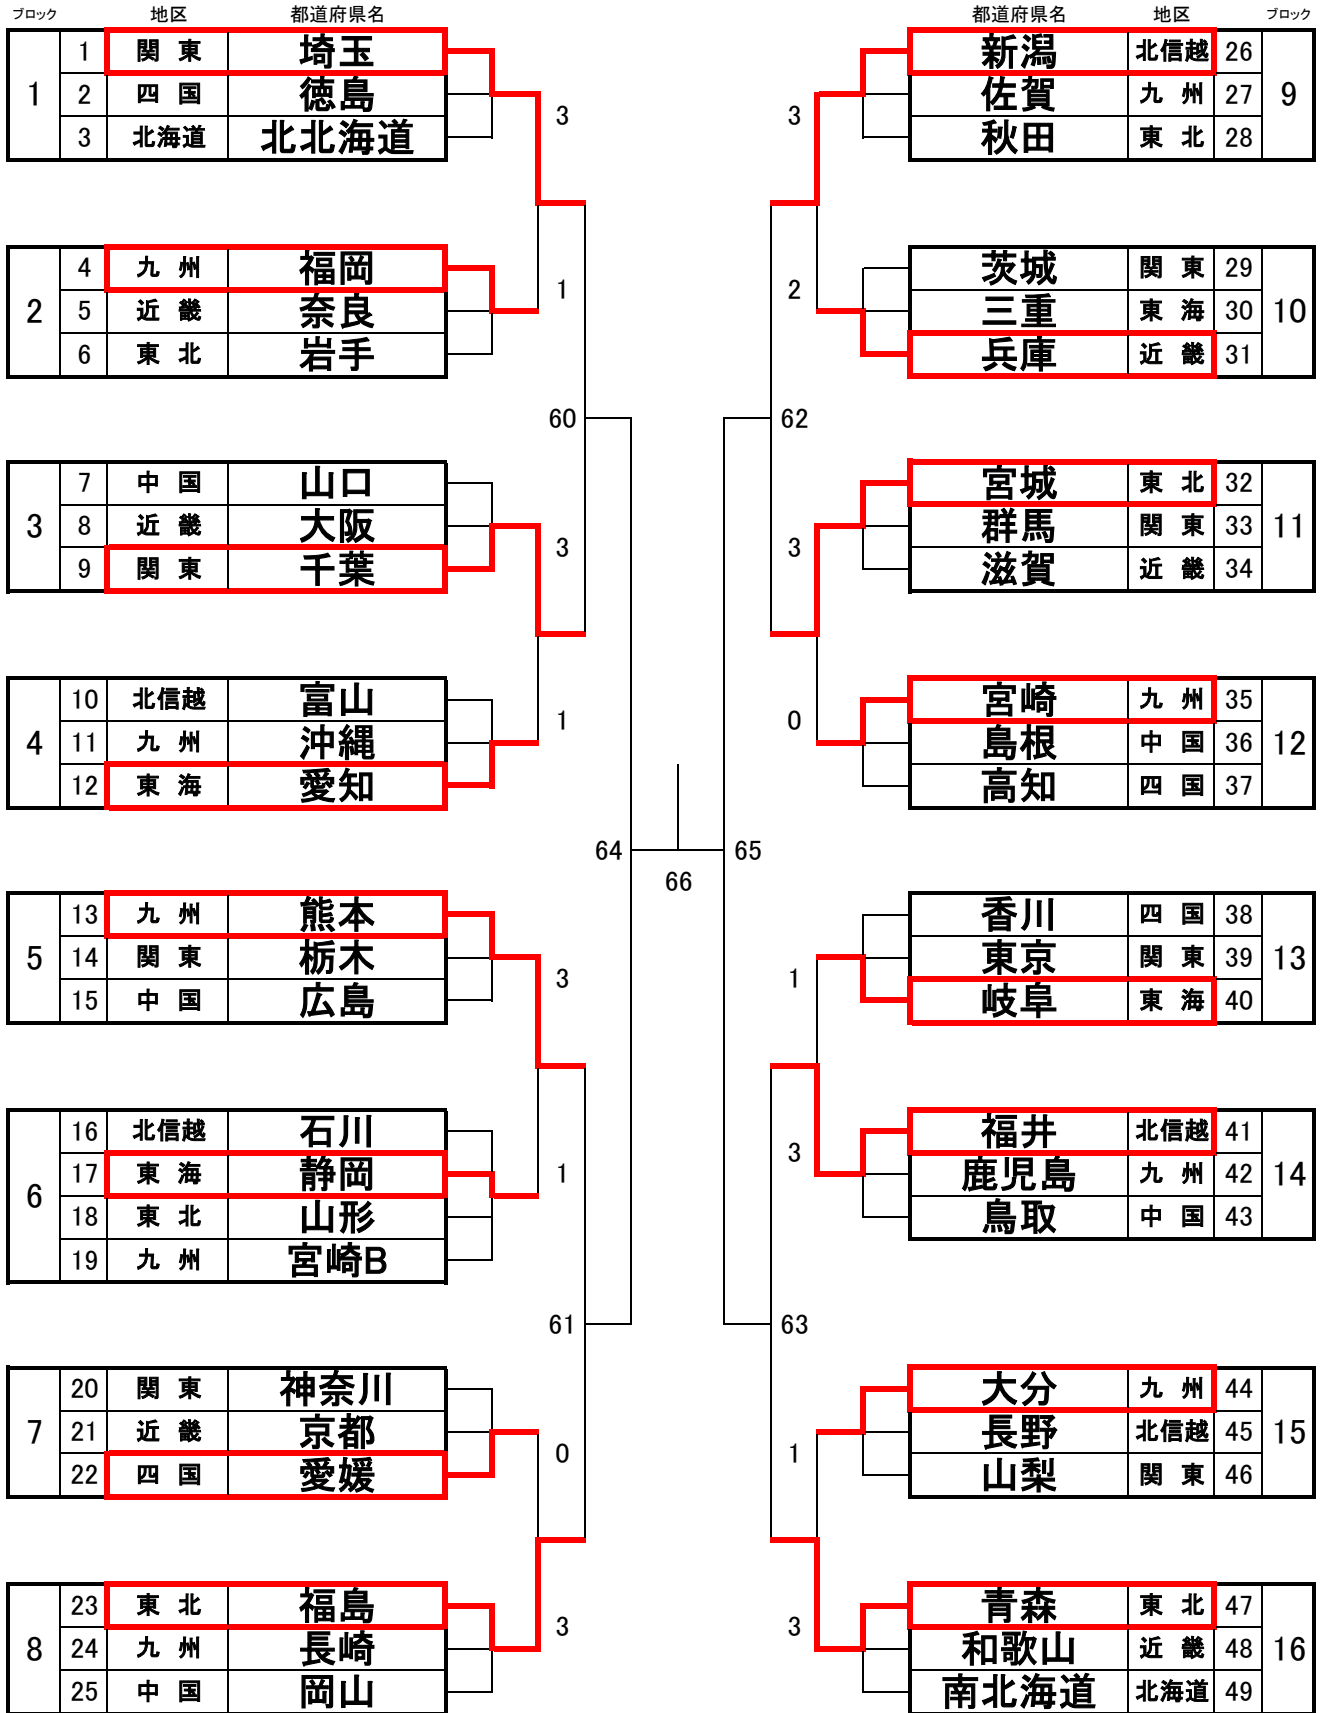 ブロック 地区 都道府県名
1 1 関東 埼玉
2 四国 徳島
3 北海道 北北海道
3
2 4 九州 福岡
5 近畿 奈良
6 東北 岩手
1
60
3 7 中国 山口
8 近畿 大阪
9 関東 千葉
3
4 10 北信越 富山
11 九州 沖縄
12 東海 愛知
1
64
5 13 九州 熊本
14 関東 栃木
15 中国 広島
3
6 16 北信越 石川
17 東海 静岡
18 東北 山形
19 九州 宮崎B
1
61
7 20 関東 神奈川
21 近畿 京都
22 四国 愛媛
0
8 23 東北 福島
24 九州 長崎
25 中国 岡山
3
66
都道府県名 地区 ブロック
新潟 北信越 26 9
佐賀 九州 27
秋田 東北 28
3
茨城 関東 29 10
三重 東海 30
兵庫 近畿 31
2
62
宮城 東北 32 11
群馬 関東 33
滋賀 近畿 34
3
宮崎 九州 35 12
島根 中国 36
高知 四国 37
0
65
香川 四国 38 13
東京 関東 39
岐阜 東海 40
1
福井 北信越 41 14
鹿児島 九州 42
鳥取 中国 43
3
63
大分 九州 44 15
長野 北信越 45
山梨 関東 46
1
青森 東北 47 16
和歌山 近畿 48
南北海道 北海道 49
3